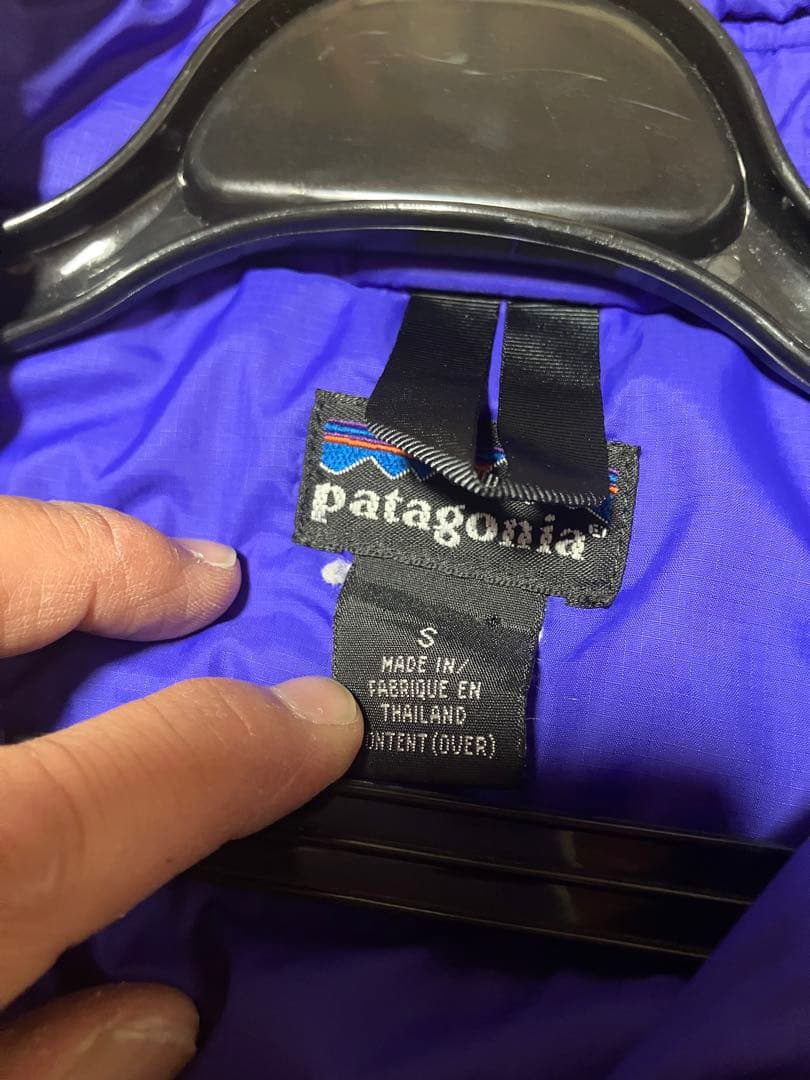 patagonia
S
MADE IN/
FABRIQUE EN
THAILAND
ONTENT (OVER)